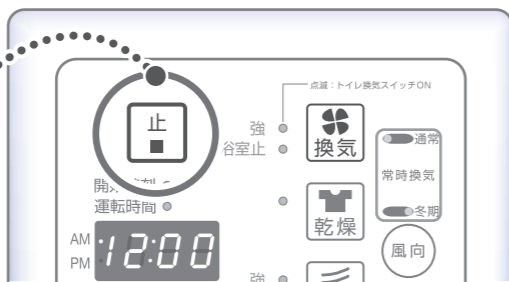 点滅：トイレ換気スイッチON
止
強
谷室止
換気
通常
常時換気
冬期
運転時間
乾燥
風向
AM
PM
12:00
強